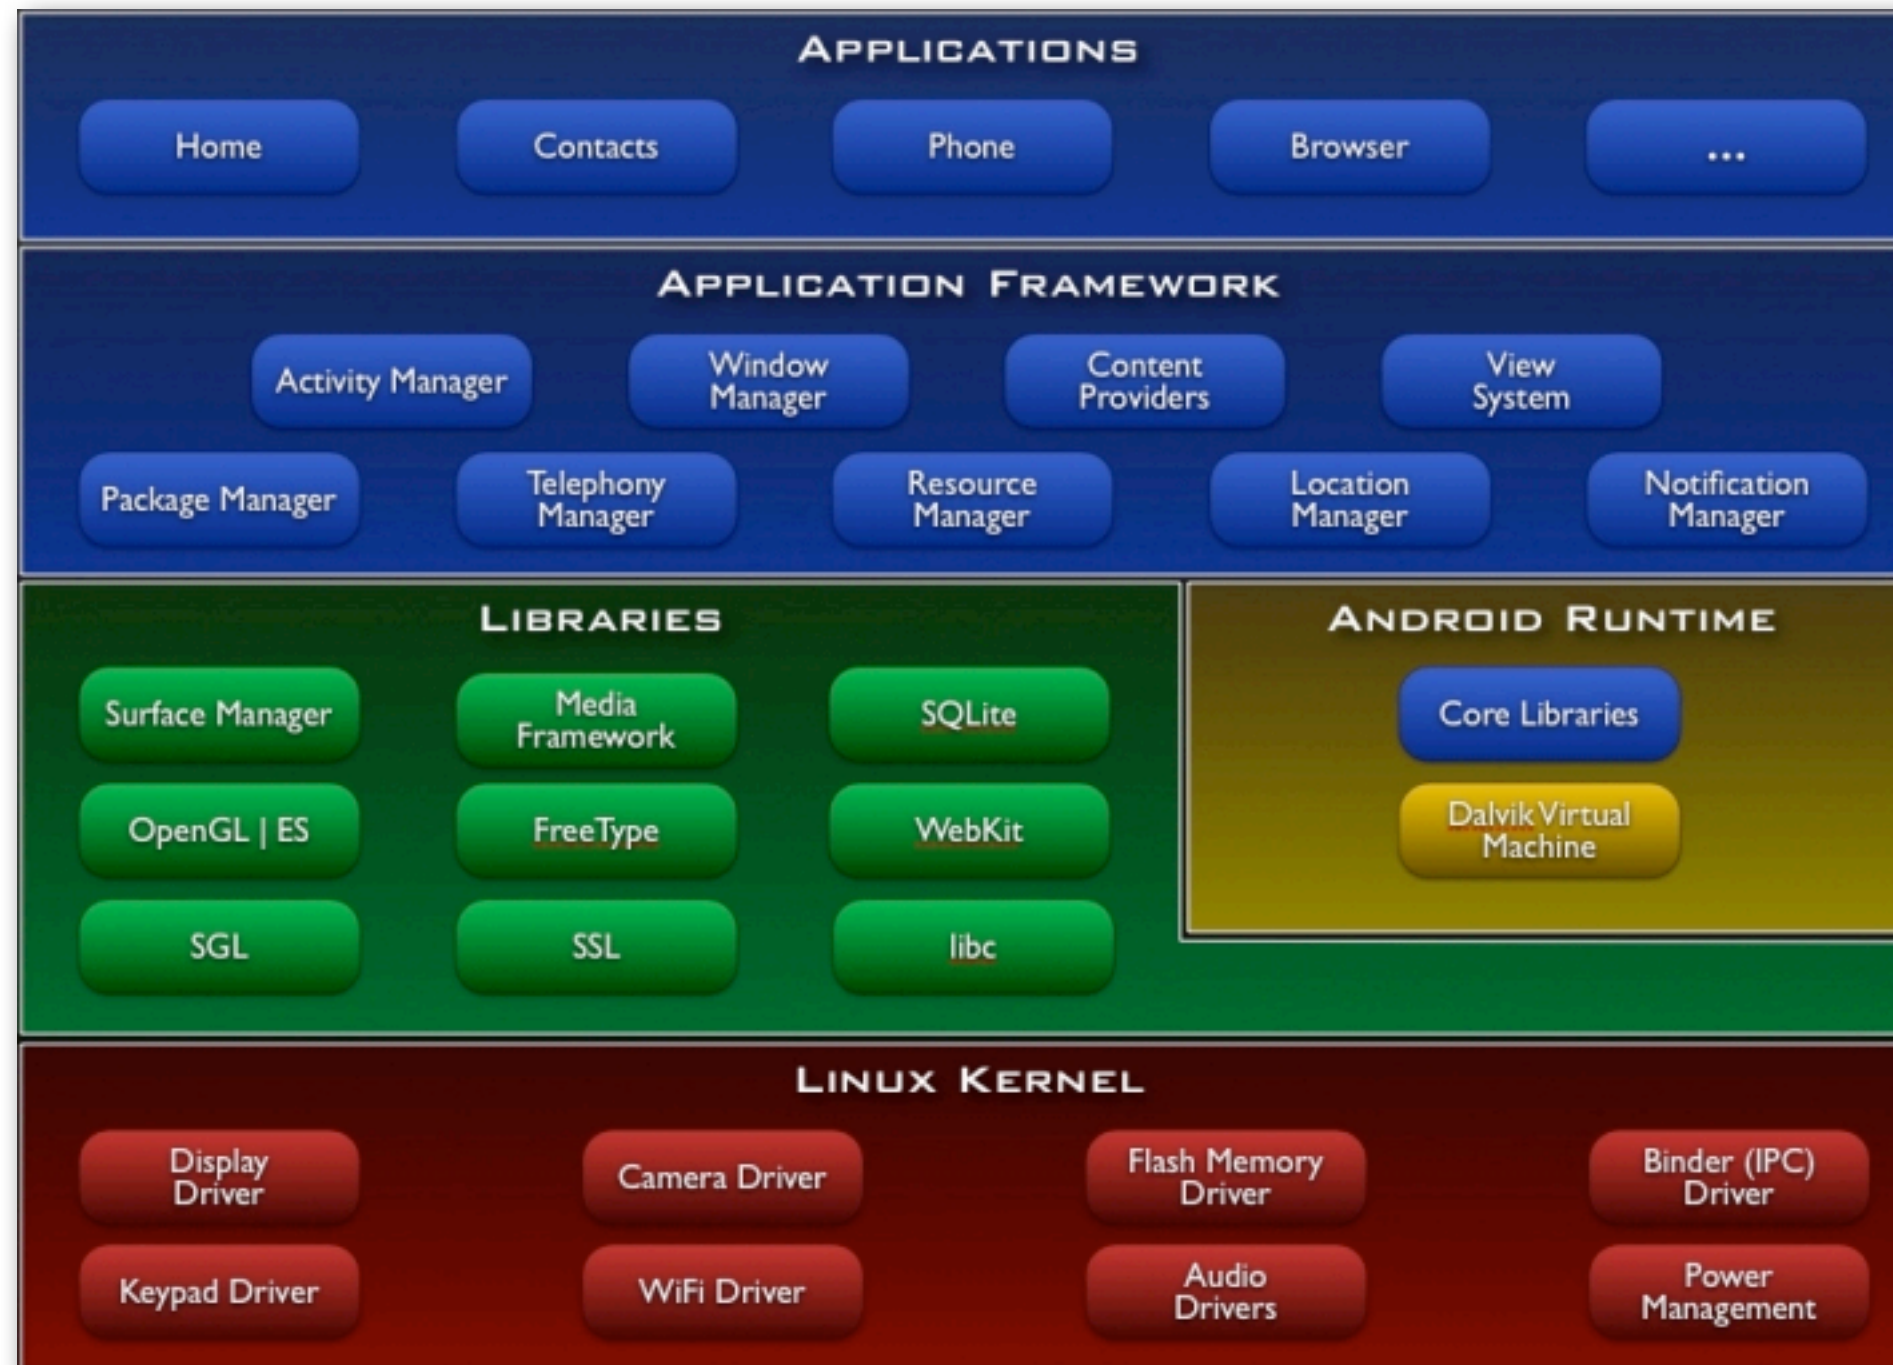 APPLICATIONS
Home
Contacts
Phone
Browser
...
APPLICATION FRAMEWORK
Activity Manager
Window
Manager
Content
Providers
View
System
Package Manager
Telephony
Manager
Resource
Manager
Location
Manager
Notification
Manager
LIBRARIES
Surface Manager
Media
Framework
SQLite
OpenGL | ES
FreeType
WebKit
SGL
SSL
libc
ANDROID RUNTIME
Core Libraries
Dalvik Virtual
Machine
LINUX KERNEL
Display
Driver
Camera Driver
Flash Memory
Driver
Binder (IPC)
Driver
Keypad Driver
WiFi Driver
Audio
Drivers
Power
Management